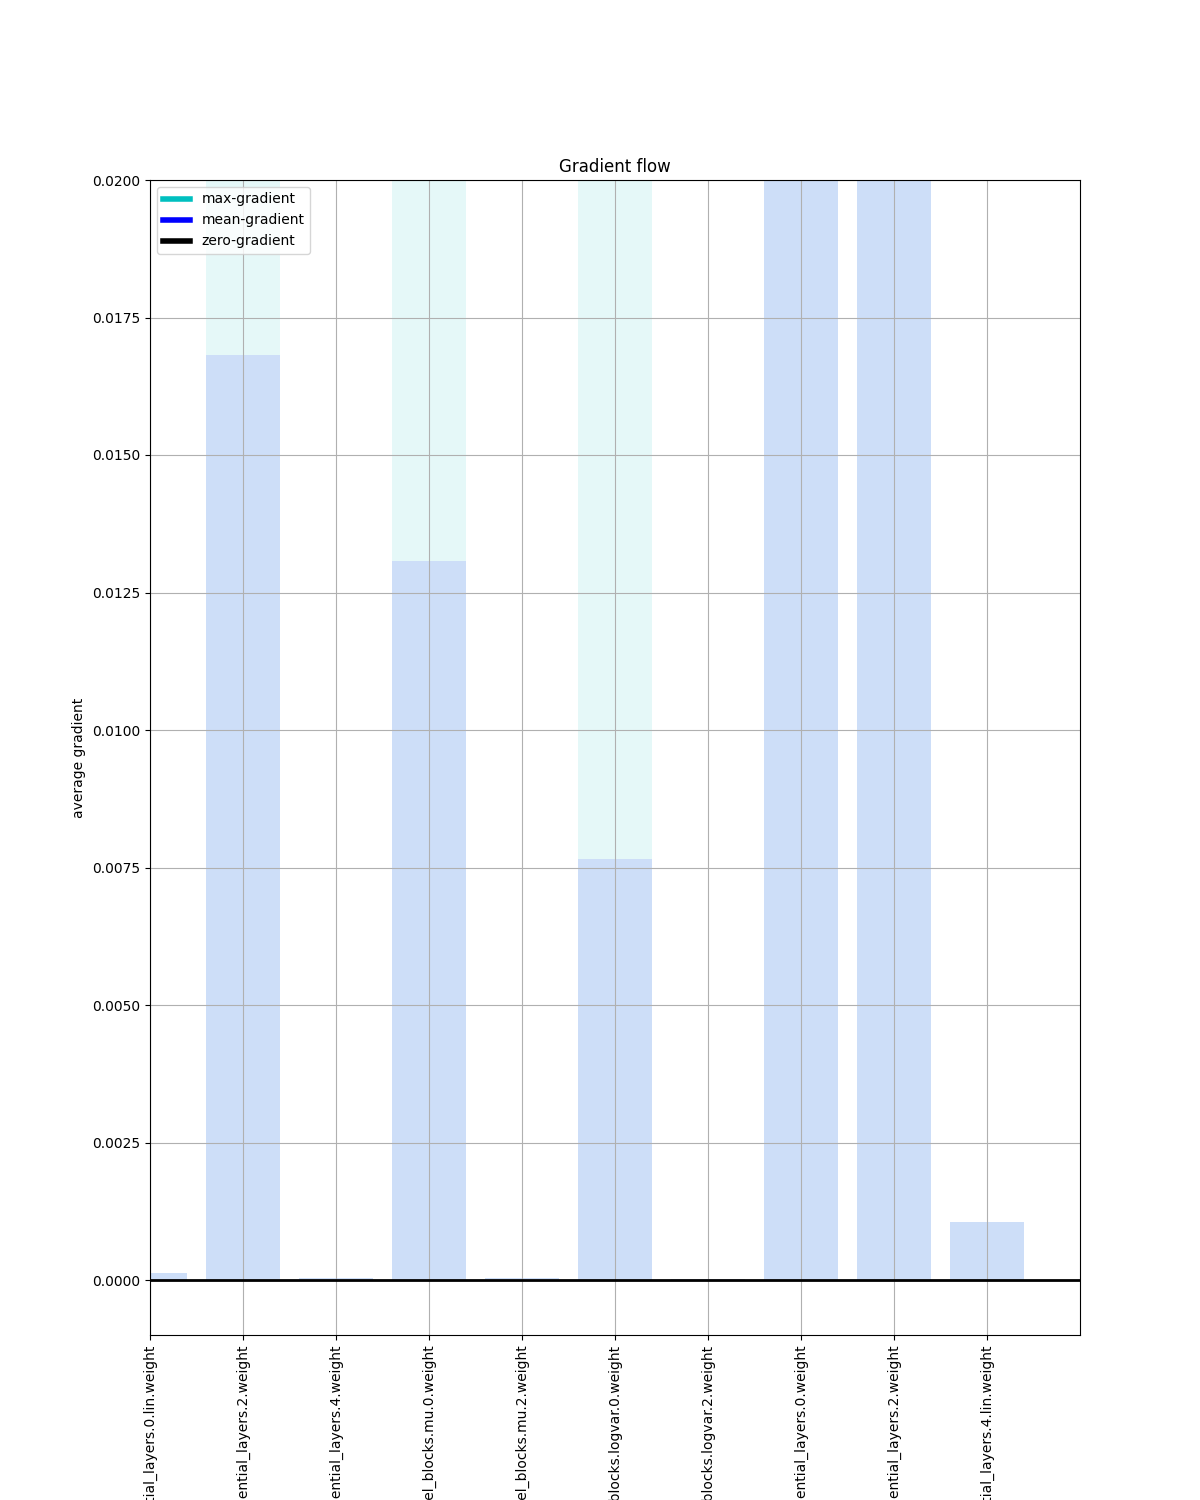 Gradient flow
max-gradient
mean-gradient
zero-gradient
0.0200
0.0175
0.0150
0.0125
0.0100
0.0075
0.0050
0.0025
0.0000
average gradient
tial_layers.0.lin.weight
ential_layers.2.weight
ential_layers.4.weight
el_blocks.mu.0.weight
el_blocks.mu.2.weight
blocks.logvar.0.weight
blocks.logvar.2.weight
ential_layers.0.weight
ential_layers.2.weight
tial_layers.4.lin.weight